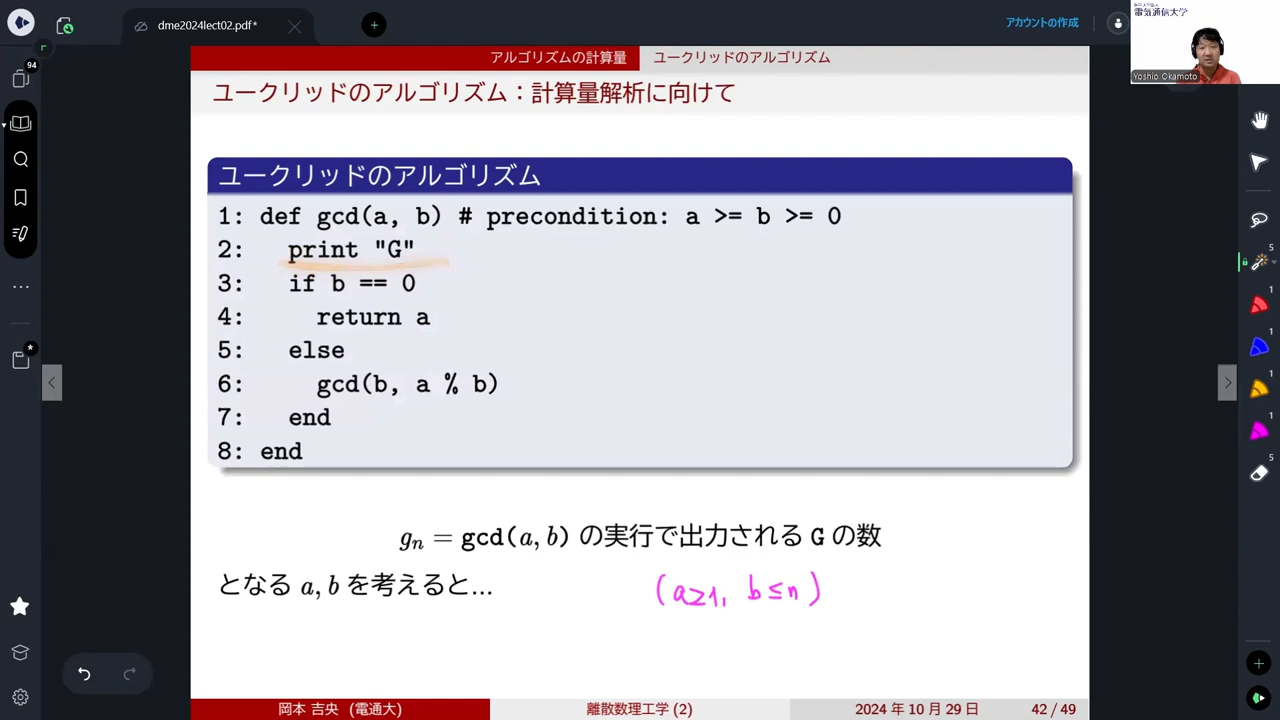 dme2024lect02.pdf*
アカウントの作成
電気通信大学
Yoshio Okamoto
94
アルゴリズムの計算量 ユークリッドのアルゴリズム
ユークリッドのアルゴリズム：計算量解析に向けて
ユークリッドのアルゴリズム
1: def gcd(a, b) # precondition: a >= b >= 0
2: print "G"
3: if b == 0
4: return a
5: else
6: gcd(b, a % b)
7: end
8: end
gₙ = gcd(a, b) の実行で出力される G の数
となる a, b を考えると...
(a≥1, b≤n)
岡本 吉央 (電通大)
離散数理工学 (2)
2024 年 10 月 29 日
42 / 49
5
1
1
1
1
5